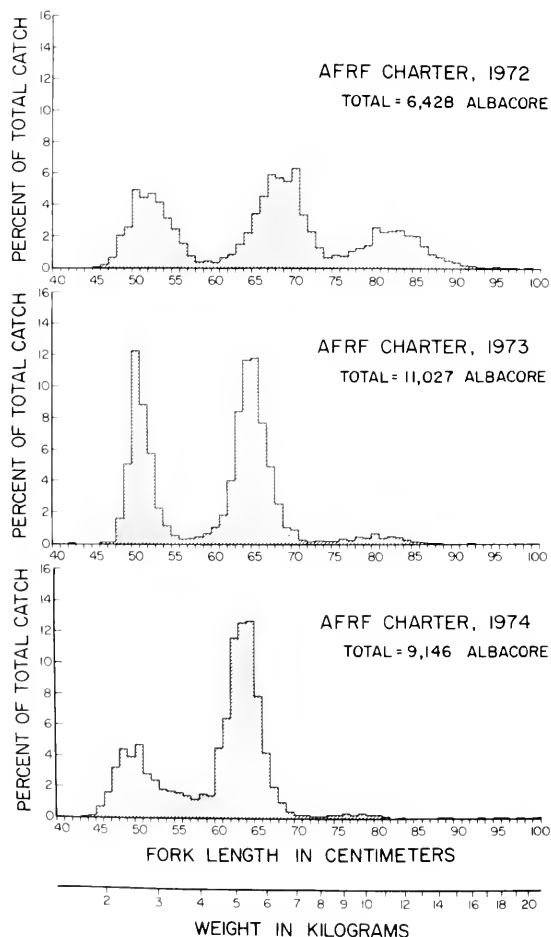 16
14
12
10
8
6
4
2
0
PERCENT OF TOTAL CATCH
AFRF CHARTER, 1972
TOTAL = 6,428 ALBACORE
40 45 50 55 60 65 70 75 80 85 90 95 100
16
14
12
10
8
6
4
2
0
PERCENT OF TOTAL CATCH
AFRF CHARTER, 1973
TOTAL = 11,027 ALBACORE
40 45 50 55 60 65 70 75 80 85 90 95 100
16
14
12
10
8
6
4
2
0
PERCENT OF TOTAL CATCH
AFRF CHARTER, 1974
TOTAL = 9,146 ALBACORE
40 45 50 55 60 65 70 75 80 85 90 95 100
FORK LENGTH IN CENTIMETERS
2 3 4 5 6 7 8 9 10 12 14 16 18 20
WEIGHT IN KILOGRAMS